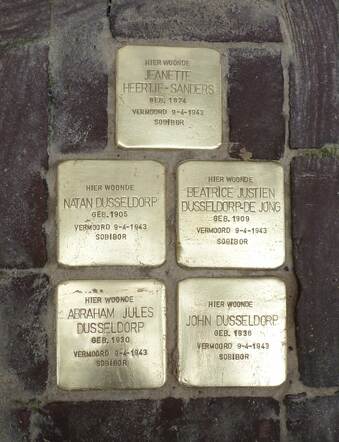 HIER WOONDE
JEANETTE
HEERTJE-SANDERS
GEB. 1874
VERMOORD 9-4-1943
SOBIBOR
HIER WOONDE
NATAN DUSSELDORP
GEB. 1905
VERMOORD 9-4-1943
SOBIBOR
HIER WOONDE
BEATRICE JUSTIEN
DUSSELDORP-DE JONG
GEB. 1909
VERMOORD 9-4-1943
SOBIBOR
HIER WOONDE
ABRAHAM JULES
DUSSELDORP
GEB. 1930
VERMOORD 9-4-1943
SOBIBOR
HIER WOONDE
JOHN DUSSELDORP
GEB. 1936
VERMOORD 9-4-1943
SOBIBOR